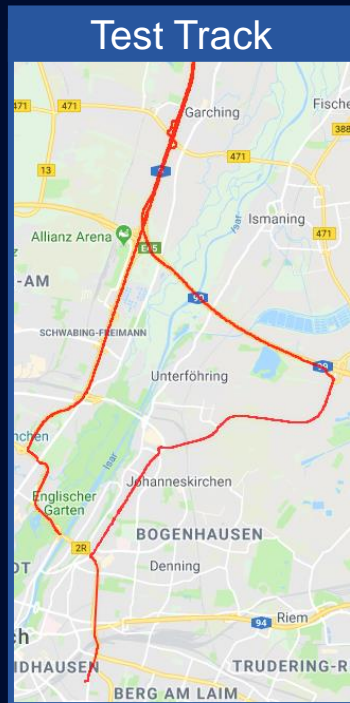 Test Track
471
471
Garching
Fische
388
13
471
Ismaning
Allianz Arena
E45
471
-AM
99
SCHWABING-FREIMANN
Unterföhring
nchen
Isar
Johanneskirchen
Englischer
Garten
BOGENHAUSEN
2R
DT
Denning
ch
94
Riem
IDHAUSEN
TRUDERING-R
BERG AM LAIM